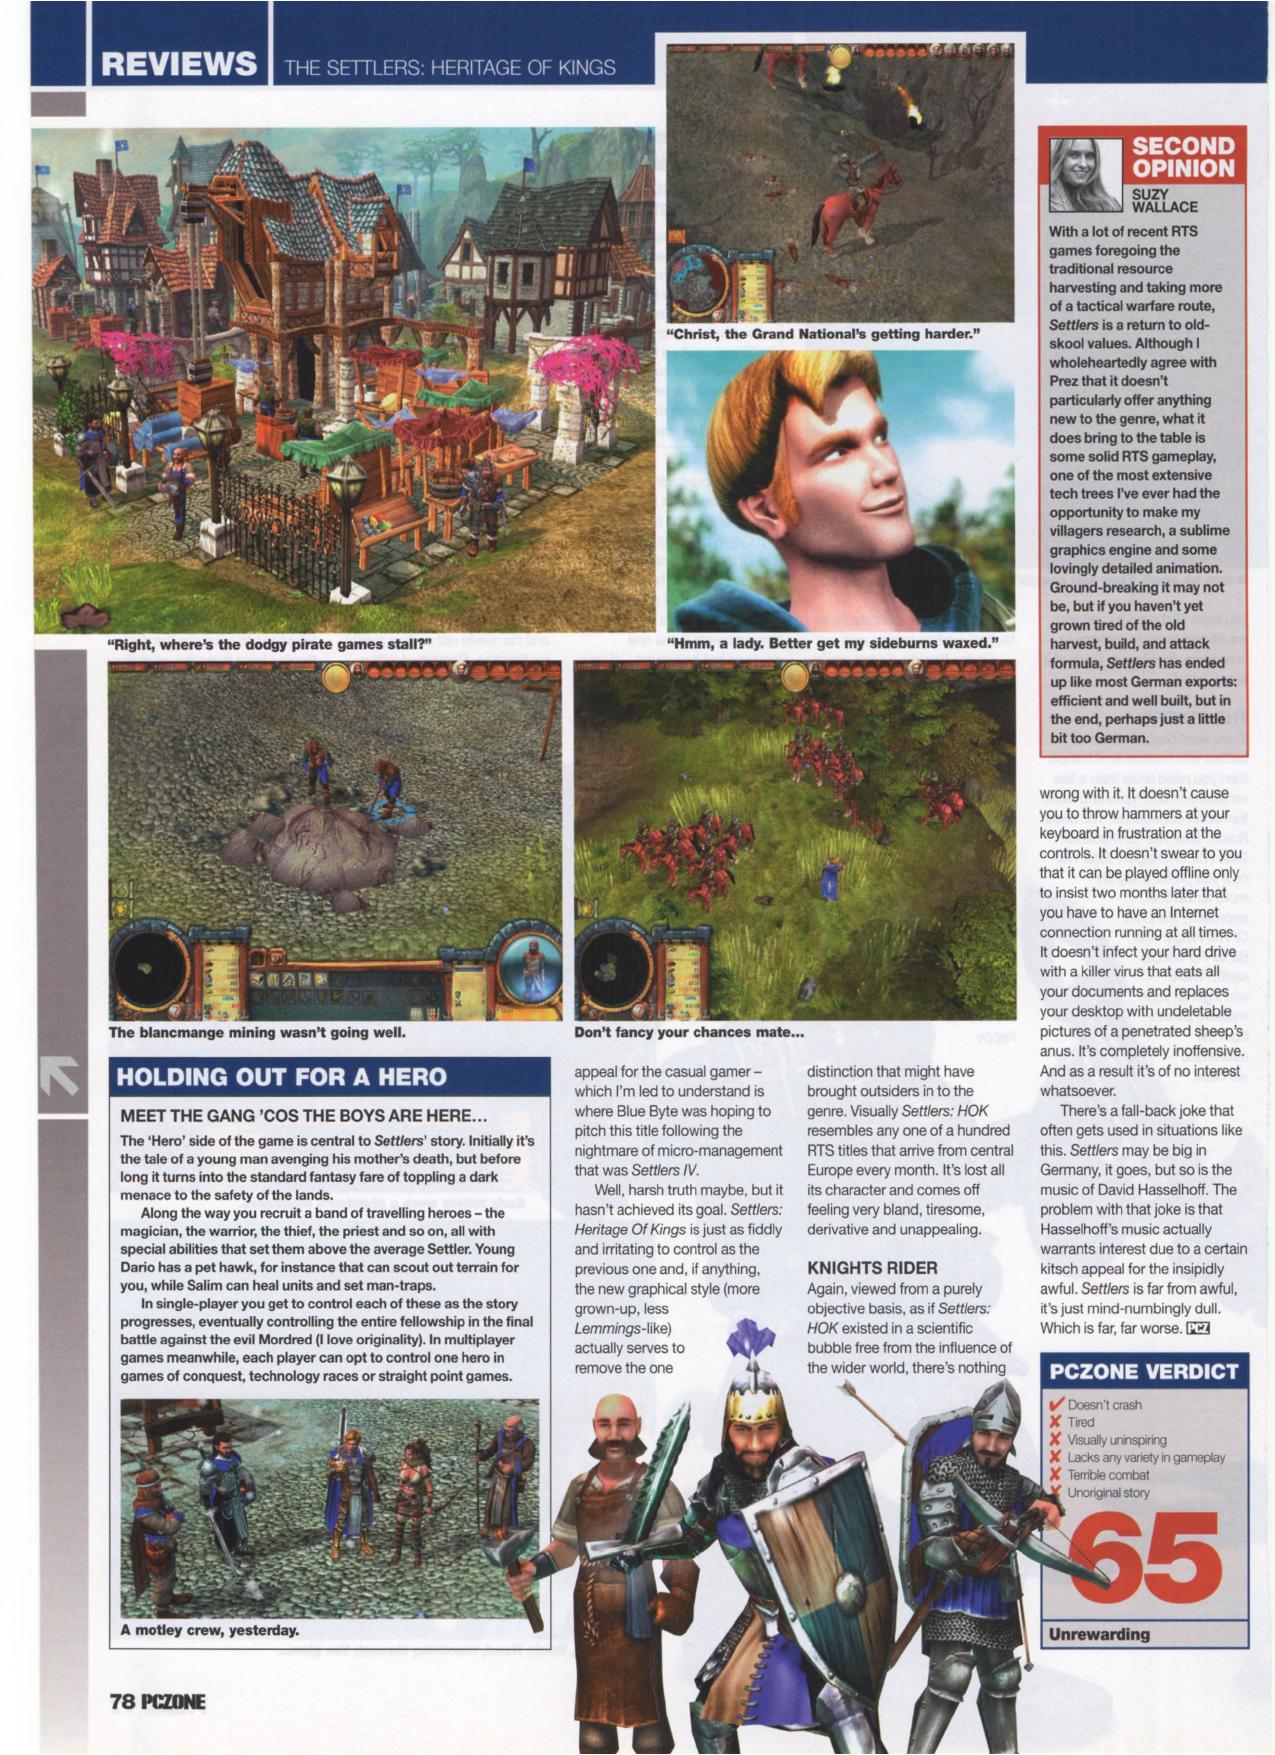 REVIEWS
THE SETTLERS: HERITAGE OF KINGS
"Christ, the Grand National's getting harder."
"Right, where's the dodgy pirate games stall?"
"Hmm, a lady. Better get my sideburns waxed."
The blancmange mining wasn't going well.
Don't fancy your chances mate...
HOLDING OUT FOR A HERO
MEET THE GANG 'COS THE BOYS ARE HERE...
The 'Hero' side of the game is central to Settlers' story. Initially it's
the tale of a young man avenging his mother's death, but before
long it turns into the standard fantasy fare of toppling a dark
menace to the safety of the lands.
Along the way you recruit a band of travelling heroes – the
magician, the warrior, the thief, the priest and so on, all with
special abilities that set them above the average Settler. Young
Dario has a pet hawk, for instance that can scout out terrain for
you, while Salim can heal units and set man-traps.
In single-player you get to control each of these as the story
progresses, eventually controlling the entire fellowship in the final
battle against the evil Mordred (I love originality). In multiplayer
games meanwhile, each player can opt to control one hero in
games of conquest, technology races or straight point games.
A motley crew, yesterday.
appeal for the casual gamer –
which I'm led to understand is
where Blue Byte was hoping to
pitch this title following the
nightmare of micro-management
that was Settlers IV.
Well, harsh truth maybe, but it
hasn't achieved its goal. Settlers:
Heritage Of Kings is just as fiddly
and irritating to control as the
previous one and, if anything,
the new graphical style (more
grown-up, less
Lemmings-like)
actually serves to
remove the one
distinction that might have
brought outsiders in to the
genre. Visually Settlers: HOK
resembles any one of a hundred
RTS titles that arrive from central
Europe every month. It's lost all
its character and comes off
feeling very bland, tiresome,
derivative and unappealing.
KNIGHTS RIDER
Again, viewed from a purely
objective basis, as if Settlers:
HOK existed in a scientific
bubble free from the influence of
the wider world, there's nothing
wrong with it. It doesn't cause
you to throw hammers at your
keyboard in frustration at the
controls. It doesn't swear to you
that it can be played offline only
to insist two months later that
you have to have an Internet
connection running at all times.
It doesn't infect your hard drive
with a killer virus that eats all
your documents and replaces
your desktop with undeletable
pictures of a penetrated sheep's
anus. It's completely inoffensive.
And as a result it's of no interest
whatsoever.
There's a fall-back joke that
often gets used in situations like
this. Settlers may be big in
Germany, it goes, but so is the
music of David Hasselhoff. The
problem with that joke is that
Hasselhoff's music actually
warrants interest due to a certain
kitsch appeal for the insipidly
awful. Settlers is far from awful,
it's just mind-numbingly dull.
Which is far, far worse. PCZ
SECOND
OPINION
SUZY
WALLACE
With a lot of recent RTS
games foregoing the
traditional resource
harvesting and taking more
of a tactical warfare route,
Settlers is a return to old-
skool values. Although I
wholeheartedly agree with
Prez that it doesn't
particularly offer anything
new to the genre, what it
does bring to the table is
some solid RTS gameplay,
one of the most extensive
tech trees I've ever had the
opportunity to make my
villagers research, a sublime
graphics engine and some
lovingly detailed animation.
Ground-breaking it may not
be, but if you haven't yet
grown tired of the old
harvest, build, and attack
formula, Settlers has ended
up like most German exports:
efficient and well built, but in
the end, perhaps just a little
bit too German.
PCZONE VERDICT
Doesn't crash
Tired
Visually uninspiring
Lacks any variety in gameplay
Terrible combat
Unoriginal story
65
Unrewarding
78 PCZONE